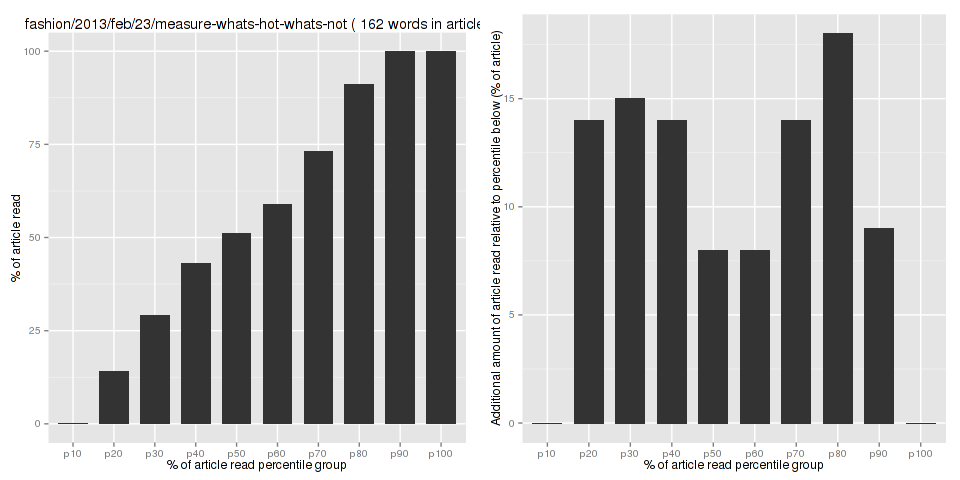 fashion/2013/feb/23/measure-whats-hot-whats-not ( 162 words in article
% of article read
100
75
50
25
0
p10 p20 p30 p40 p50 p60 p70 p80 p90 p100
% of article read percentile group
Additional amount of article read relative to percentile below (% of article)
15
10
5
0
p10 p20 p30 p40 p50 p60 p70 p80 p90 p100
% of article read percentile group